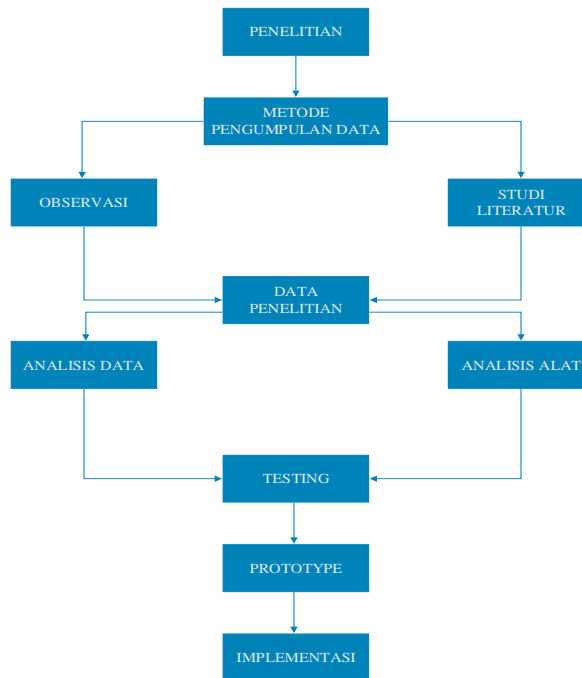 PENELITIAN
METODE
PENGUMPULAN DATA
OBSERVASI
STUDI
LITERATUR
DATA
PENELITIAN
ANALISIS DATA
ANALISIS ALAT
TESTING
PROTOTYPE
IMPLEMENTASI